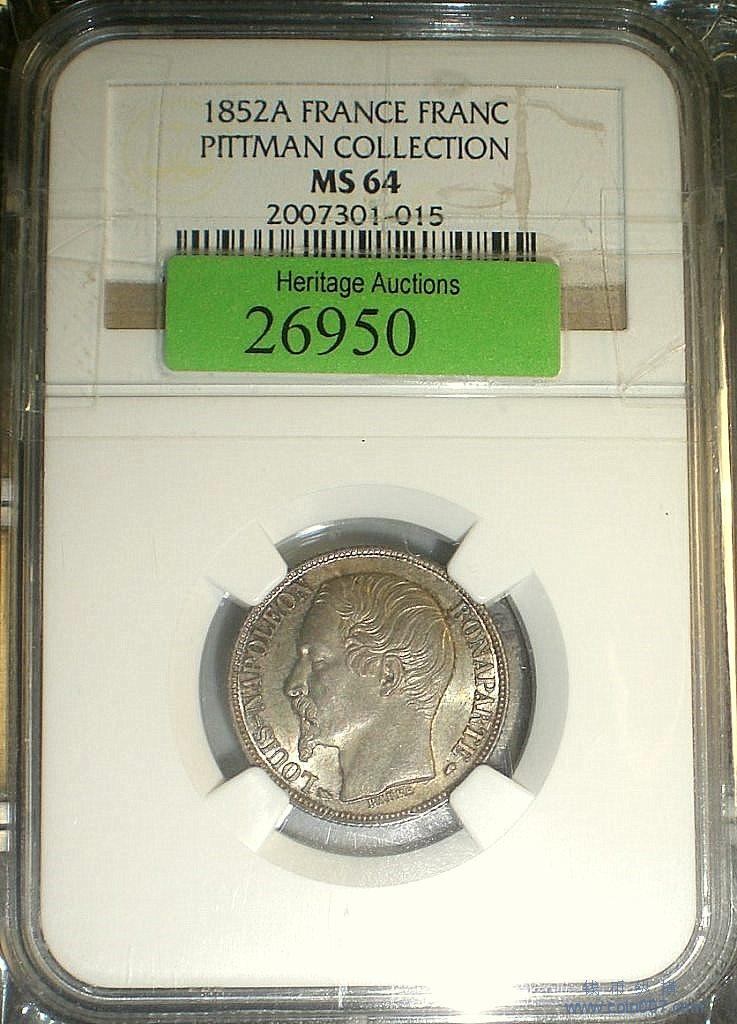 1852A FRANCE FRANC
PITTMAN COLLECTION
MS 64
2007301-015
Heritage Auctions
26950
LOUIS-NAPOLEON BONAPARTE